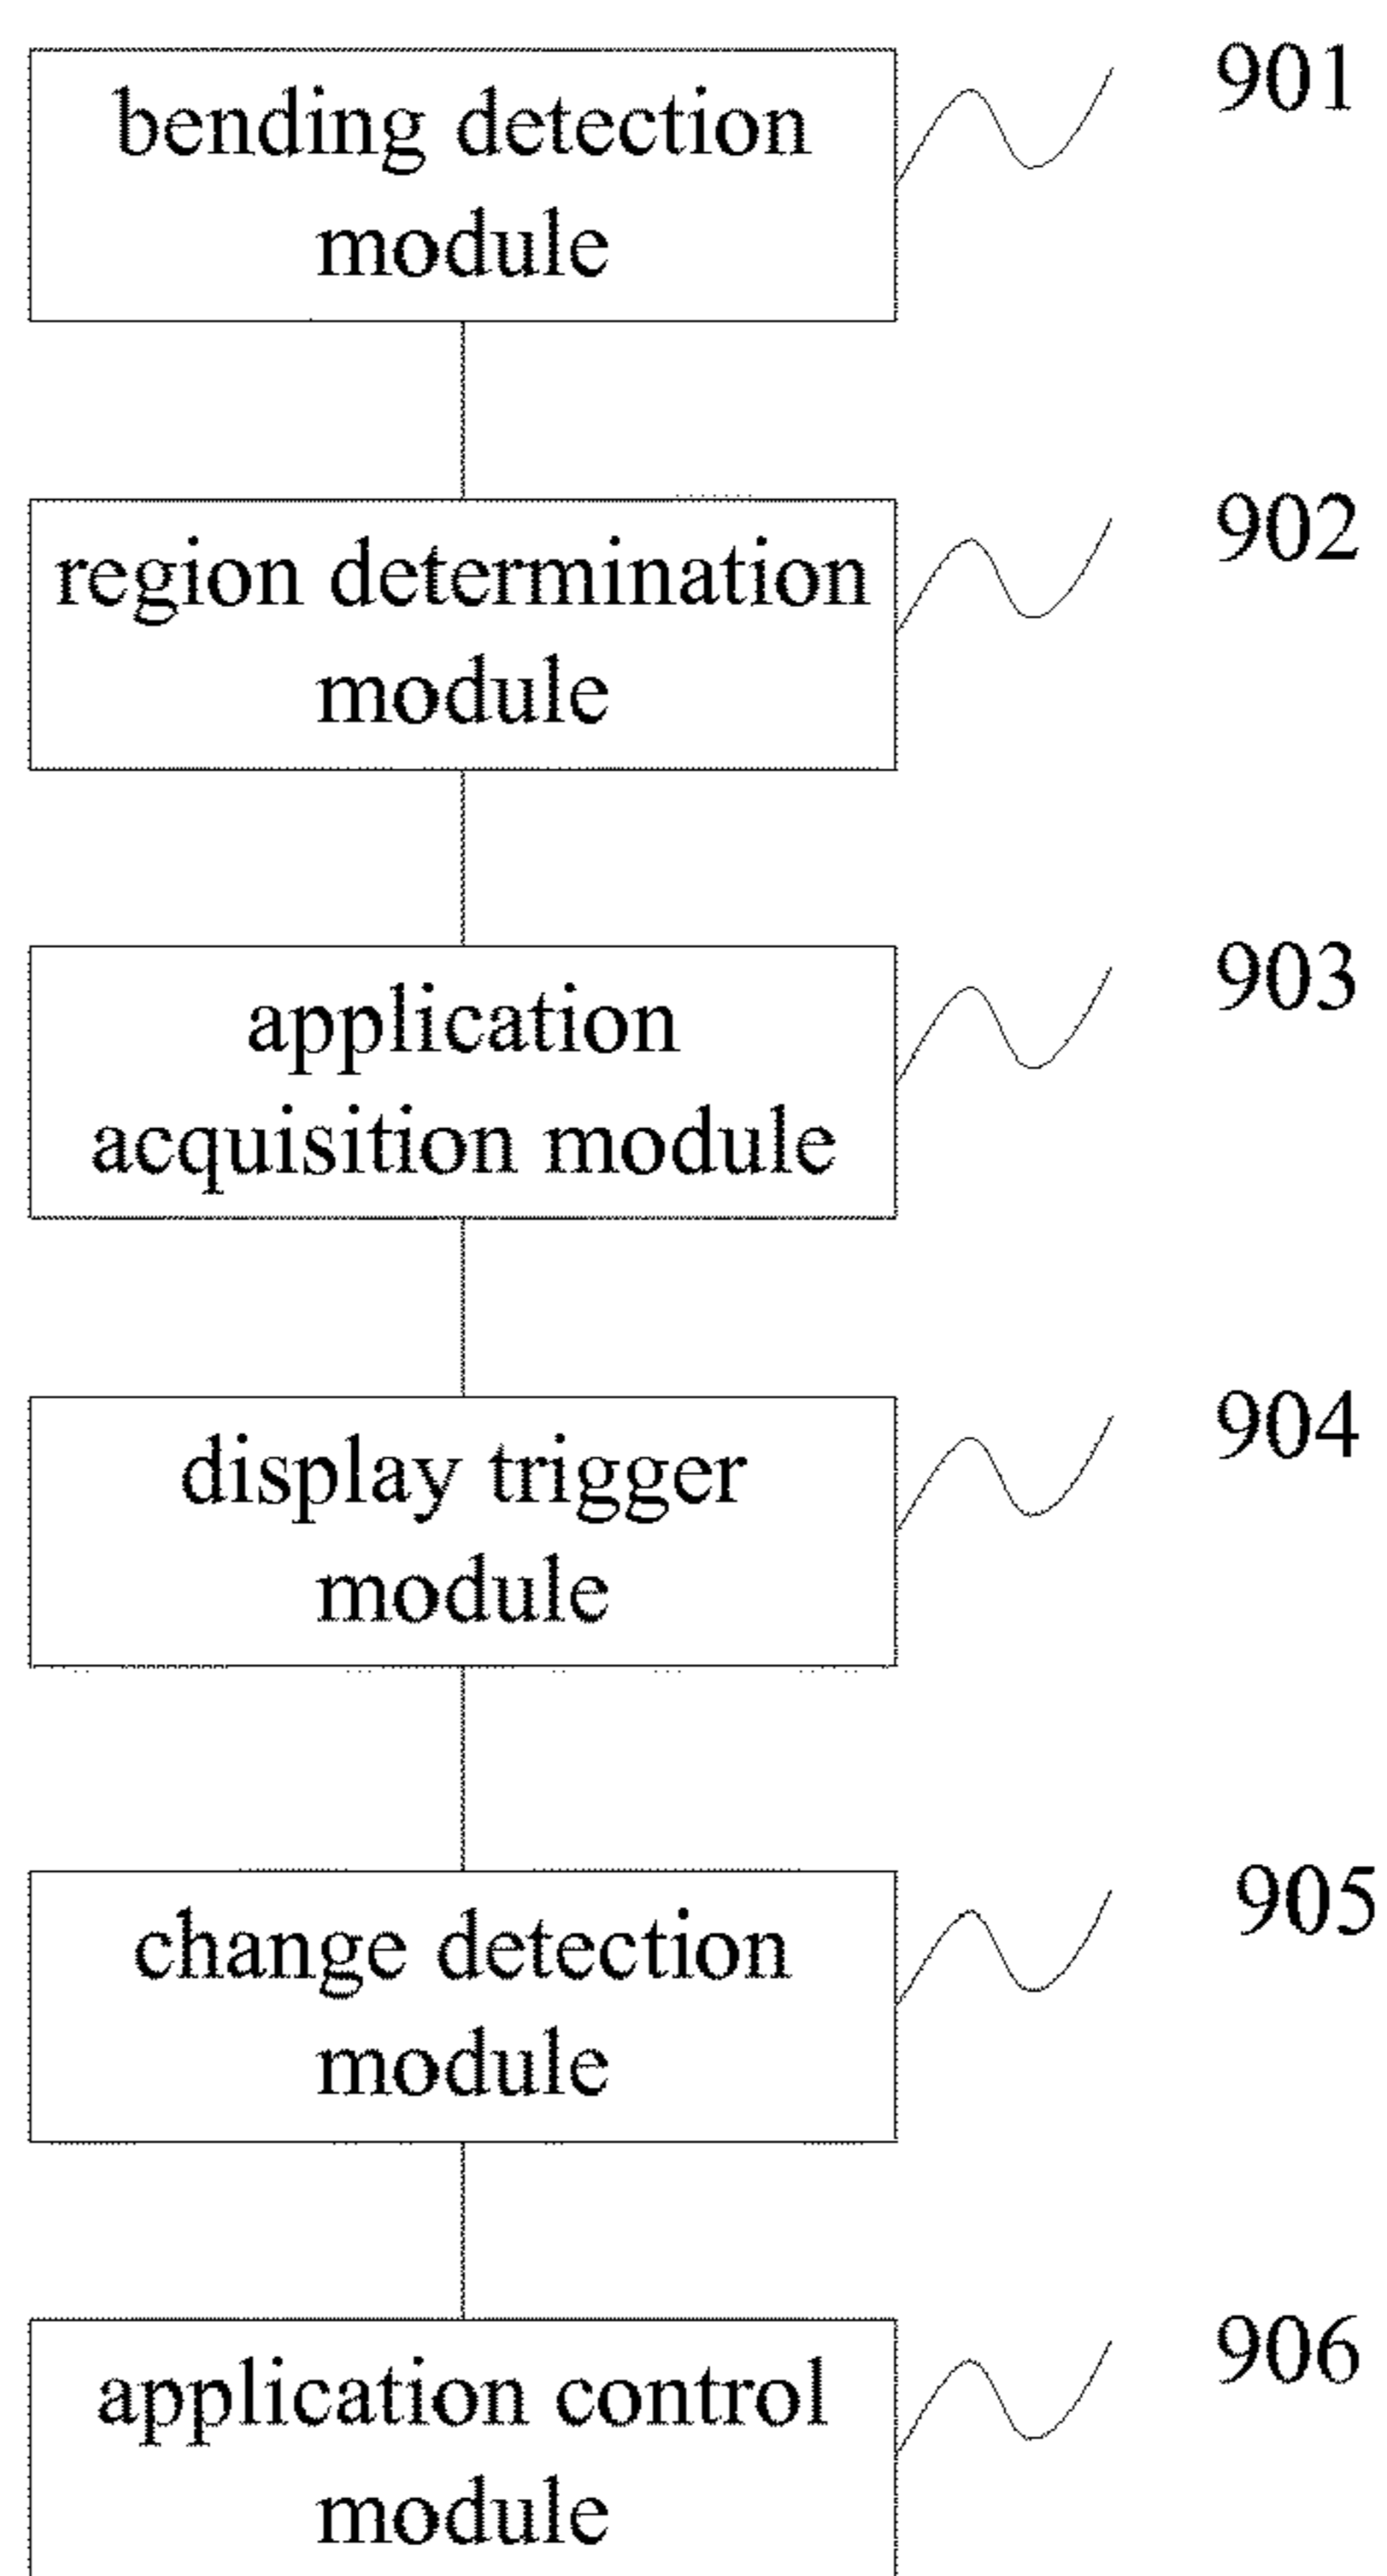 bending detection
module
901
region determination
module
902
application
acquisition module
903
display trigger
module
904
change detection
module
905
application control
module
906